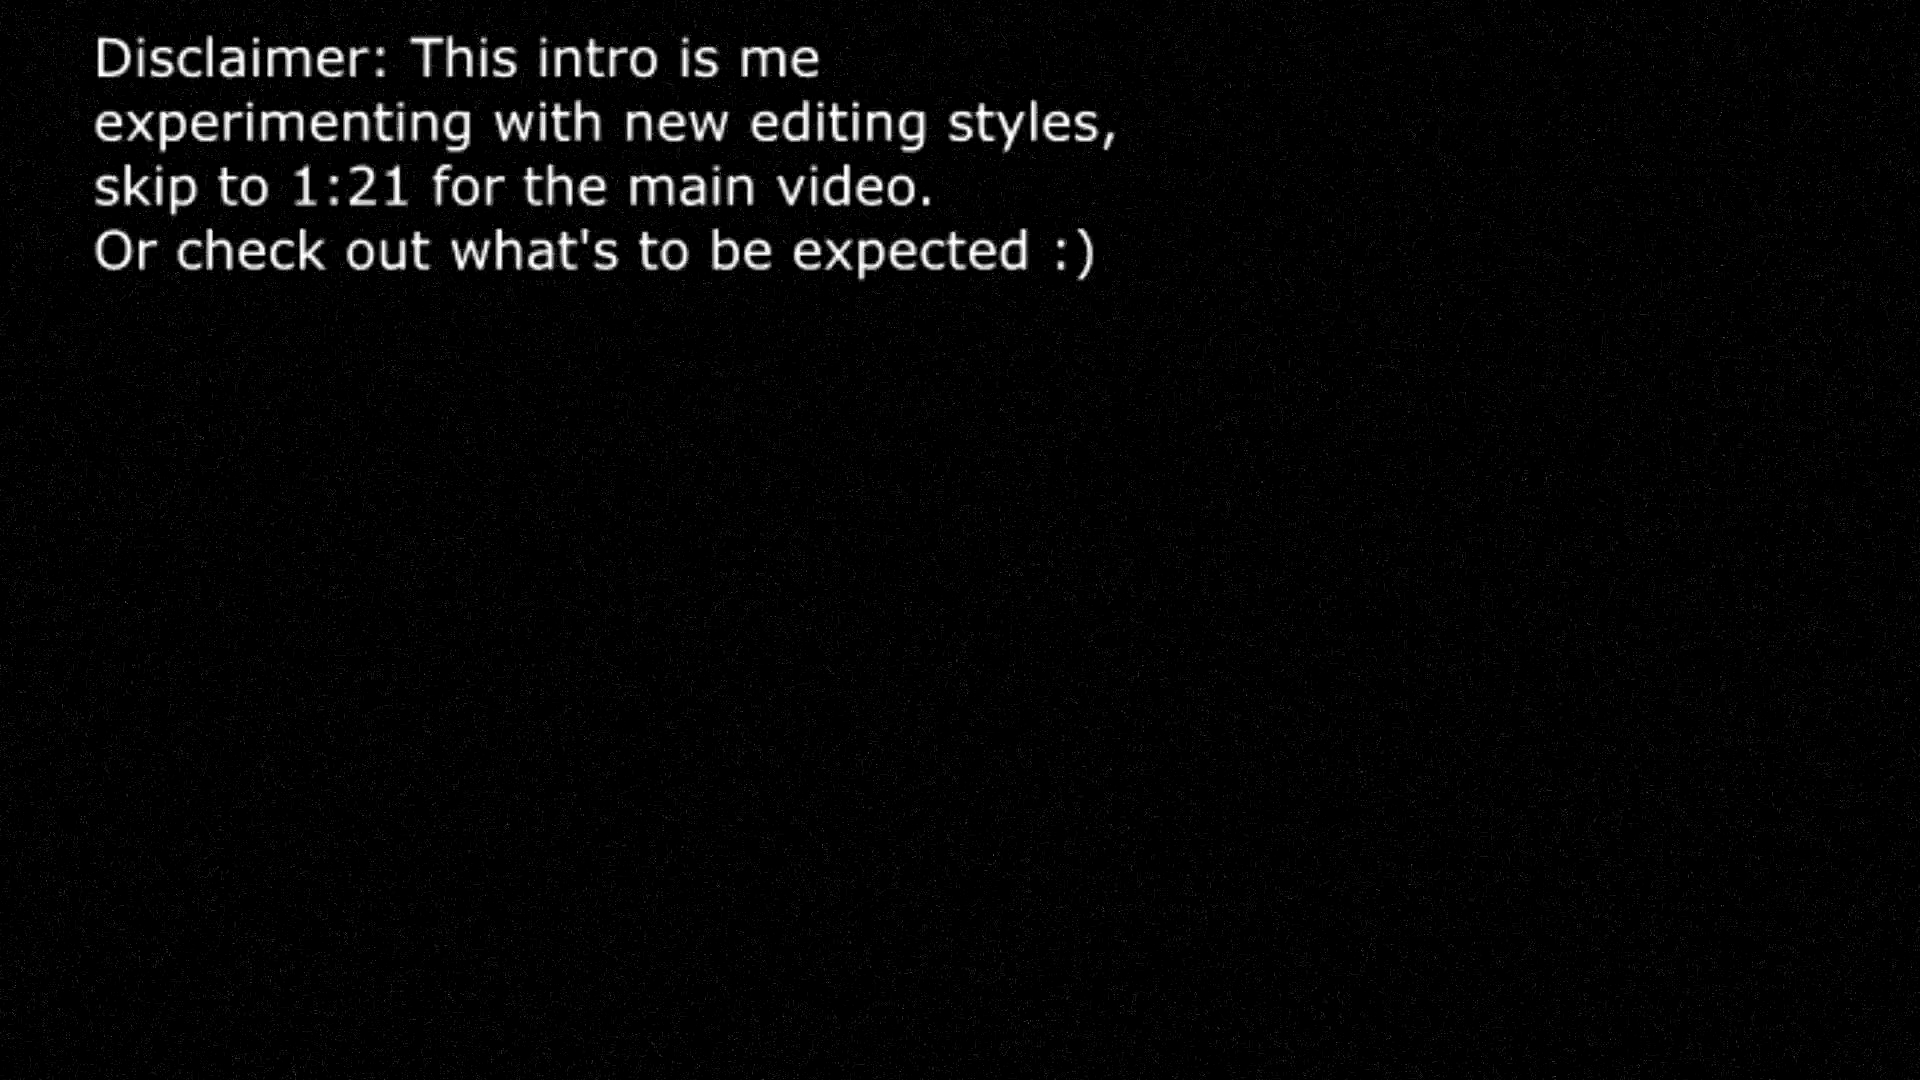 Disclaimer: This intro is me
experimenting with new editing styles,
skip to 1:21 for the main video.
Or check out what's to be expected :)